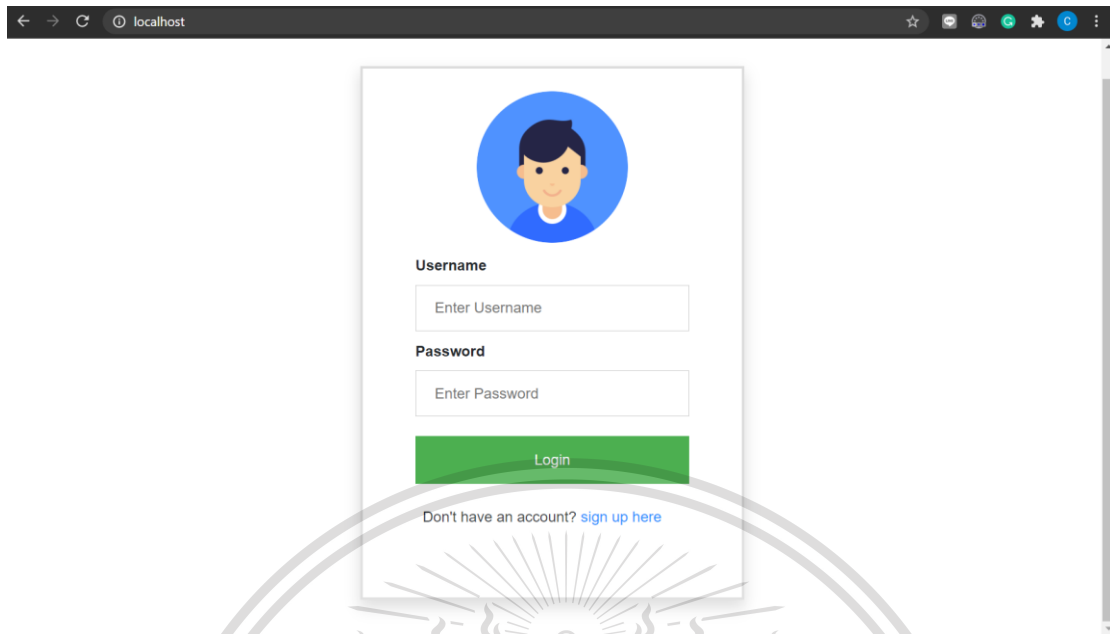 localhost
C
Username
Enter Username
Password
Enter Password
Login
Don't have an account? sign up here